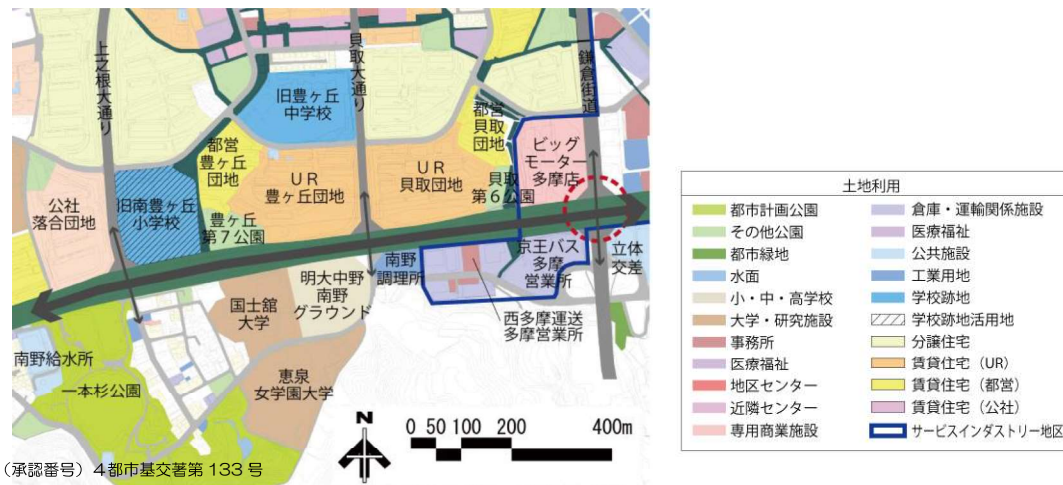 上之根大通り
貝取大通り
鎌倉街道
旧豊ヶ丘
中学校
都営
貝取
団地
都営
豊ヶ丘
団地
ビッグ
モーター
多摩店
UR
豊ヶ丘団地
UR
貝取団地
貝取
第6公園
公社
落合団地
旧南豊ヶ丘
小学校
豊ヶ丘
第7公園
南野
調理所
京王バス
多摩
営業所
立体
交差
明大中野
南野
グラウンド
国士舘
大学
西多摩運送
多摩営業所
南野給水所
一本杉公園
恵泉
女学園大学
N
0 50 100 200 400m
(承認番号)4都市基交著第 133 号
土地利用
都市計画公園
その他公園
都市緑地
水面
小・中・高学校
大学・研究施設
事務所
医療福祉
地区センター
近隣センター
専用商業施設
倉庫・運輸関係施設
医療福祉
公共施設
工業用地
学校跡地
学校跡地活用地
分譲住宅
賃貸住宅(UR)
賃貸住宅(都営)
賃貸住宅(公社)
サービスインダストリー地区